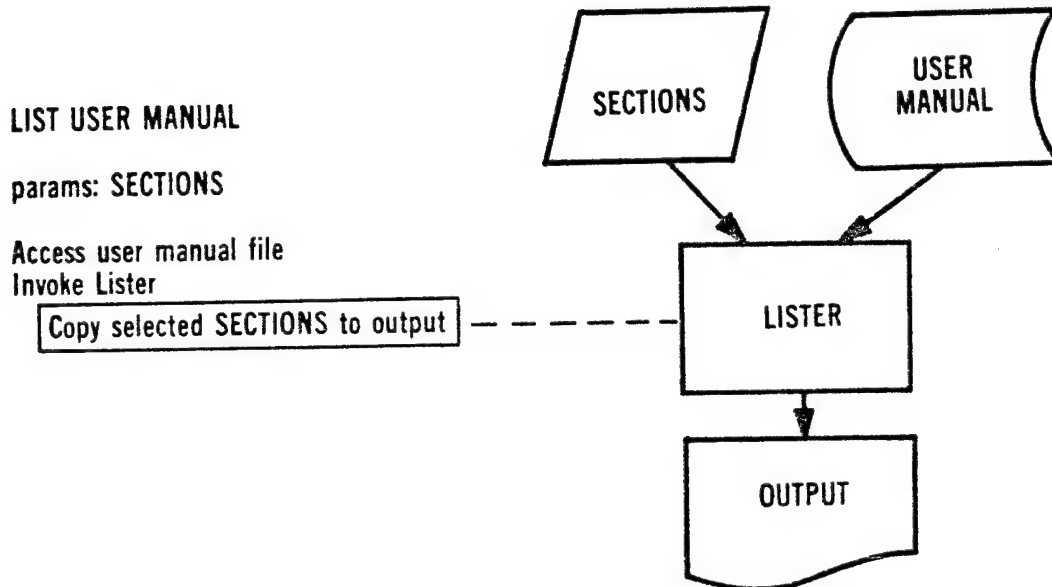 LIST USER MANUAL
params: SECTIONS
Access user manual file
Invoke Lister
Copy selected SECTIONS to output
SECTIONS
USER
MANUAL
LISTER
OUTPUT